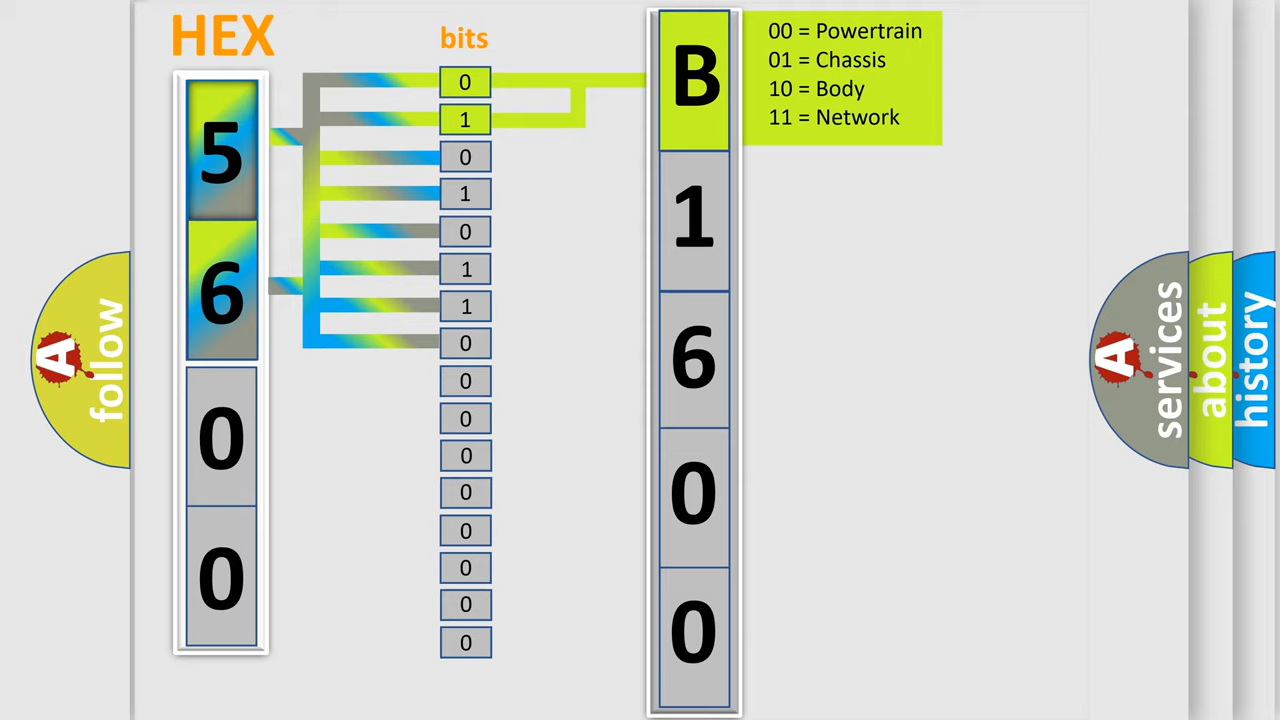 HEX
bits
5
6
0
0
0
1
0
1
0
1
1
0
0
0
0
0
0
0
0
0
B
1
6
0
0
00 = Powertrain
01 = Chassis
10 = Body
11 = Network
A follow
A services
about
history